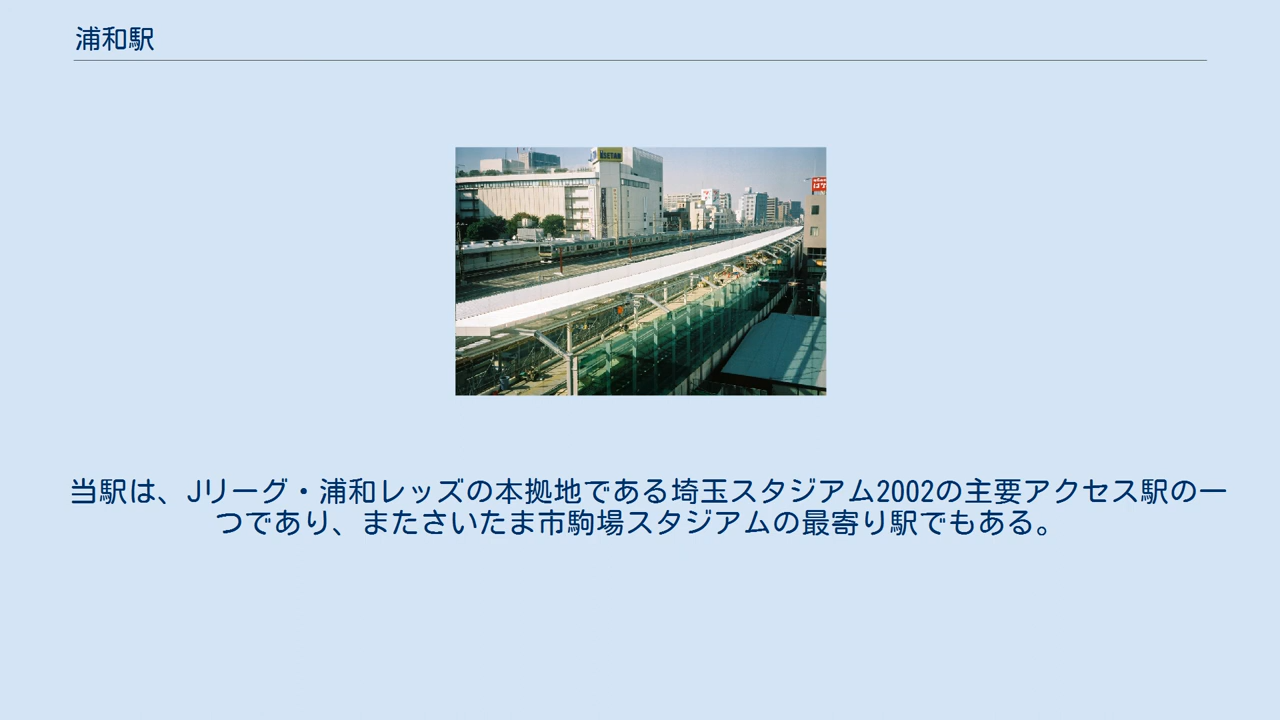 浦和駅
ISETAN
当駅は、Jリーグ・浦和レッズの本拠地である埼玉スタジアム2002の主要アクセス駅の一
つであり、またさいたま市駒場スタジアムの最寄り駅でもある。